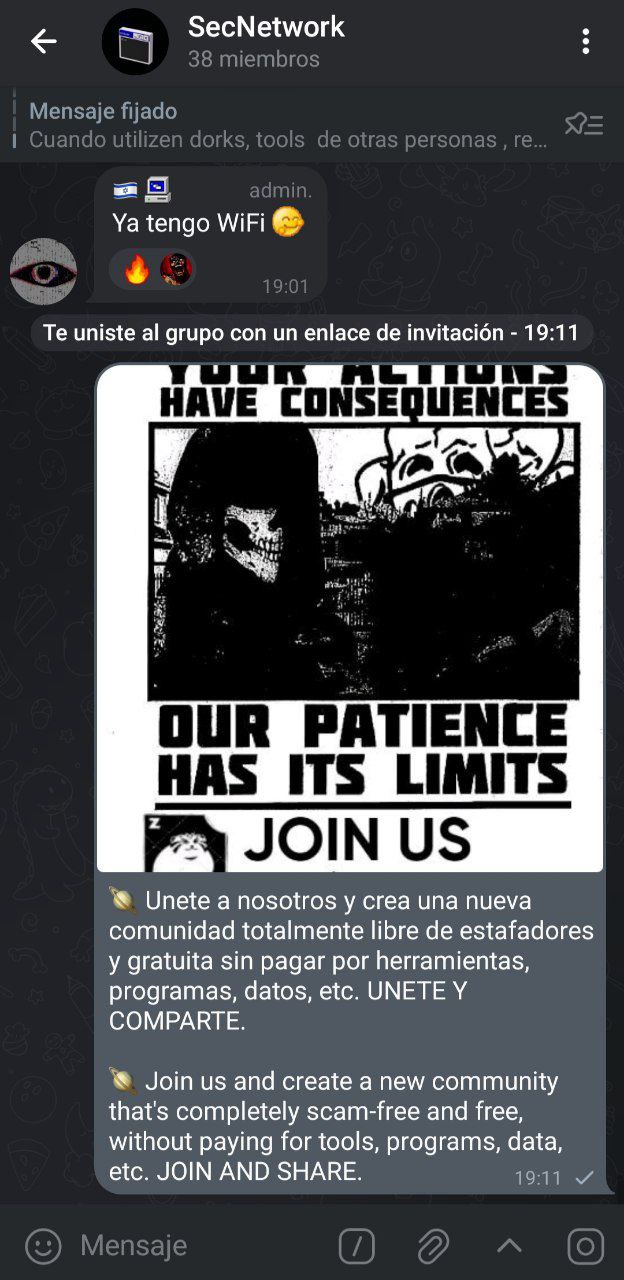 SecNetwork
38 miembros
Mensaje fijado
Cuando utilizen dorks, tools de otras personas , re...
admin.
Ya tengo WiFi
19:01
Te uniste al grupo con un enlace de invitación - 19:11
YOUR ACTIONS
HAVE CONSEQUENCES
OUR PATIENCE
HAS ITS LIMITS
Z
JOIN US
Unete a nosotros y crea una nueva
comunidad totalmente libre de estafadores
y gratuita sin pagar por herramientas,
programas, datos, etc. UNETE Y
COMPARTE.
Join us and create a new community
that's completely scam-free and free,
without paying for tools, programs, data,
etc. JOIN AND SHARE.
19:11
Mensaje